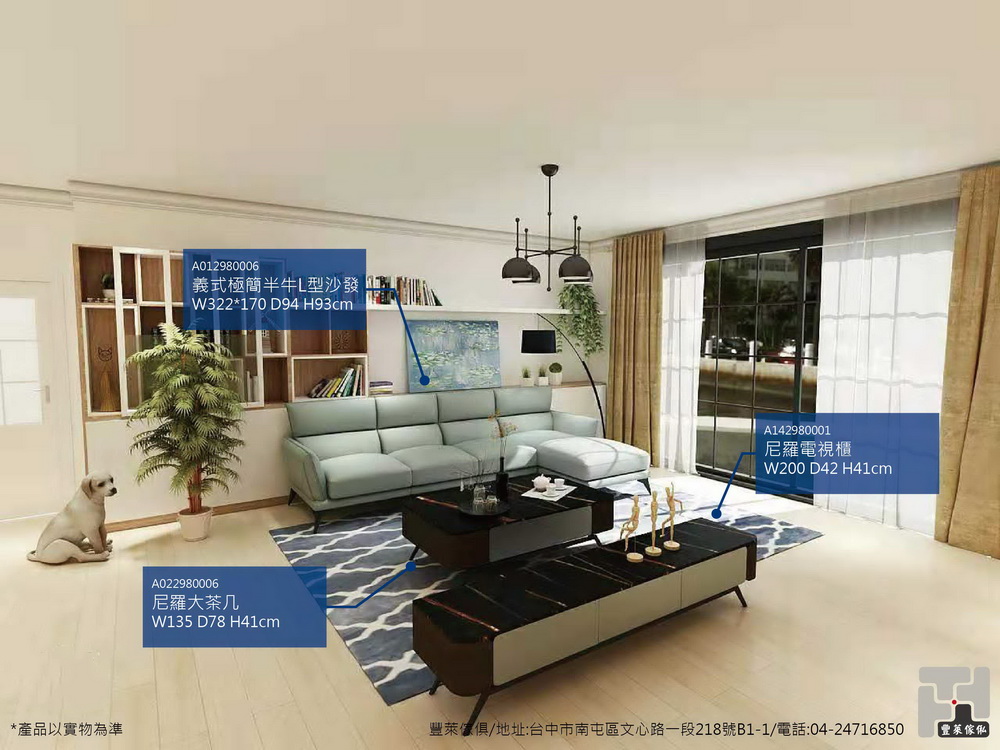 A012980006
義式極簡半牛L型沙發
W322*170 D94 H93cm
A142980001
尼羅電視櫃
W200 D42 H41cm
A022980006
尼羅大茶几
W135 D78 H41cm
*產品以實物為準
豐萊傢俱/地址:台中市南屯區文心路一段218號B1-1/電話:04-24716850
豐萊傢俬